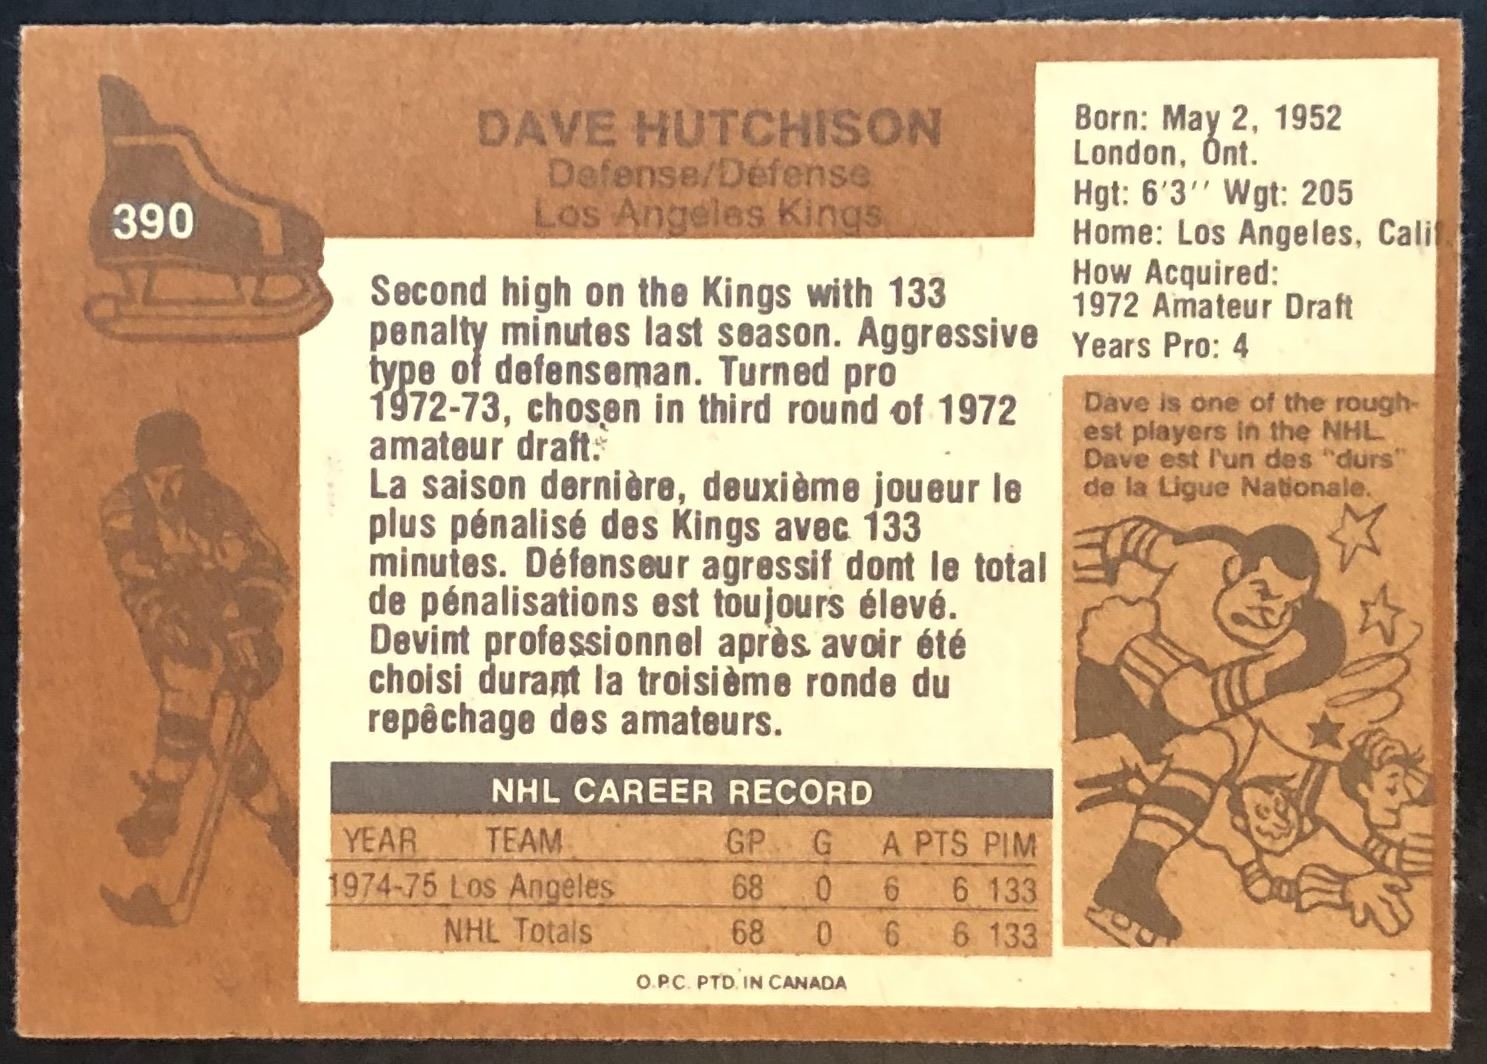 390
DAVE HUTCHISON
Defense/Défense
Los Angeles Kings
Born: May 2, 1952
London, Ont.
Hgt: 6'3'' Wgt: 205
Home: Los Angeles, Calif.
How Acquired:
1972 Amateur Draft
Years Pro: 4
Second high on the Kings with 133
penalty minutes last season. Aggressive
type of defenseman. Turned pro
1972-73, chosen in third round of 1972
amateur draft.
La saison dernière, deuxième joueur le
plus pénalisé des Kings avec 133
minutes. Défenseur agressif dont le total
de pénalisations est toujours élevé.
Devint professionnel après avoir été
choisi durant la troisième ronde du
repêchage des amateurs.
Dave is one of the rough-
est players in the NHL.
Dave est l'un des "durs"
de la Ligue Nationale.
NHL CAREER RECORD
YEAR TEAM GP G A PTS PIM
1974-75 Los Angeles 68 0 6 6 133
NHL Totals 68 0 6 6 133
O.P.C. PTD. IN CANADA